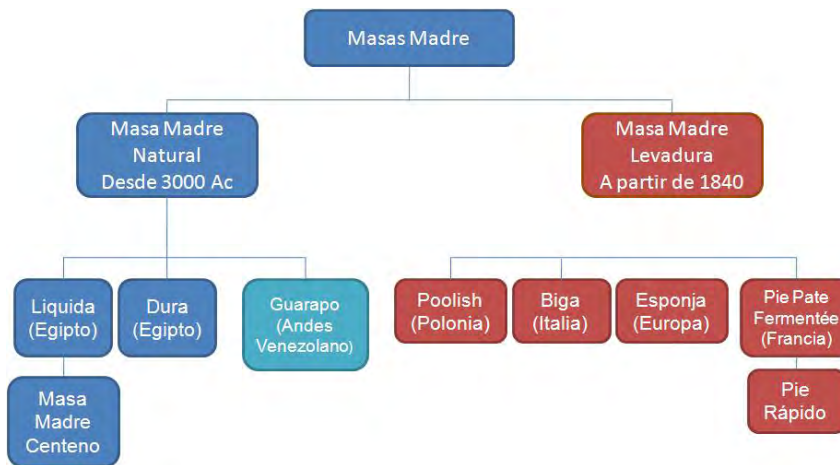 Masas Madre
Masa Madre
Natural
Desde 3000 Ac
Masa Madre
Levadura
A partir de 1840
Liquida
(Egipto)
Dura
(Egipto)
Guarapo
(Andes
Venezolano)
Poolish
(Polonia)
Biga
(Italia)
Esponja
(Europa)
Pie Pate
Fermentée
(Francia)
Masa
Madre
Centeno
Pie
Rápido